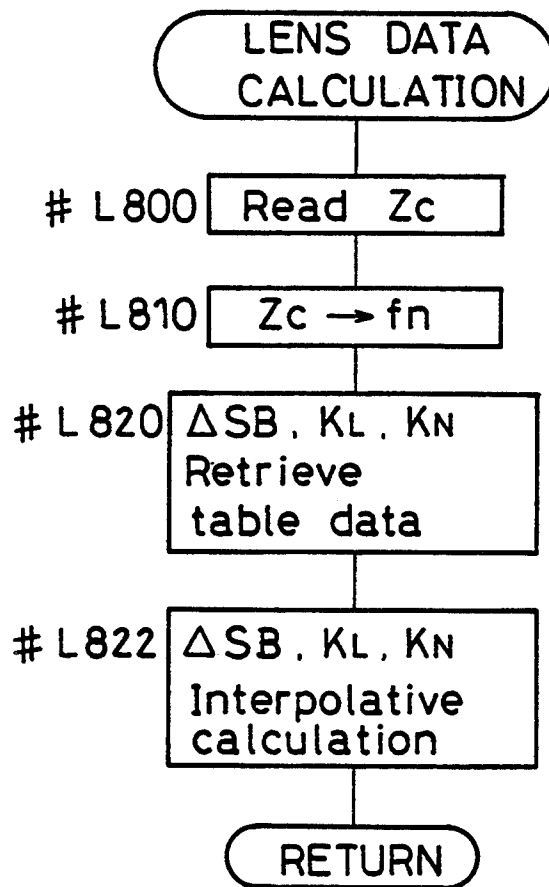 LENS DATA
CALCULATION
# L800 Read Zc
# L810 Zc → fn
# L820 ΔSB, KL, KN
Retrieve
table data
# L822 ΔSB, KL, KN
Interpolative
calculation
RETURN